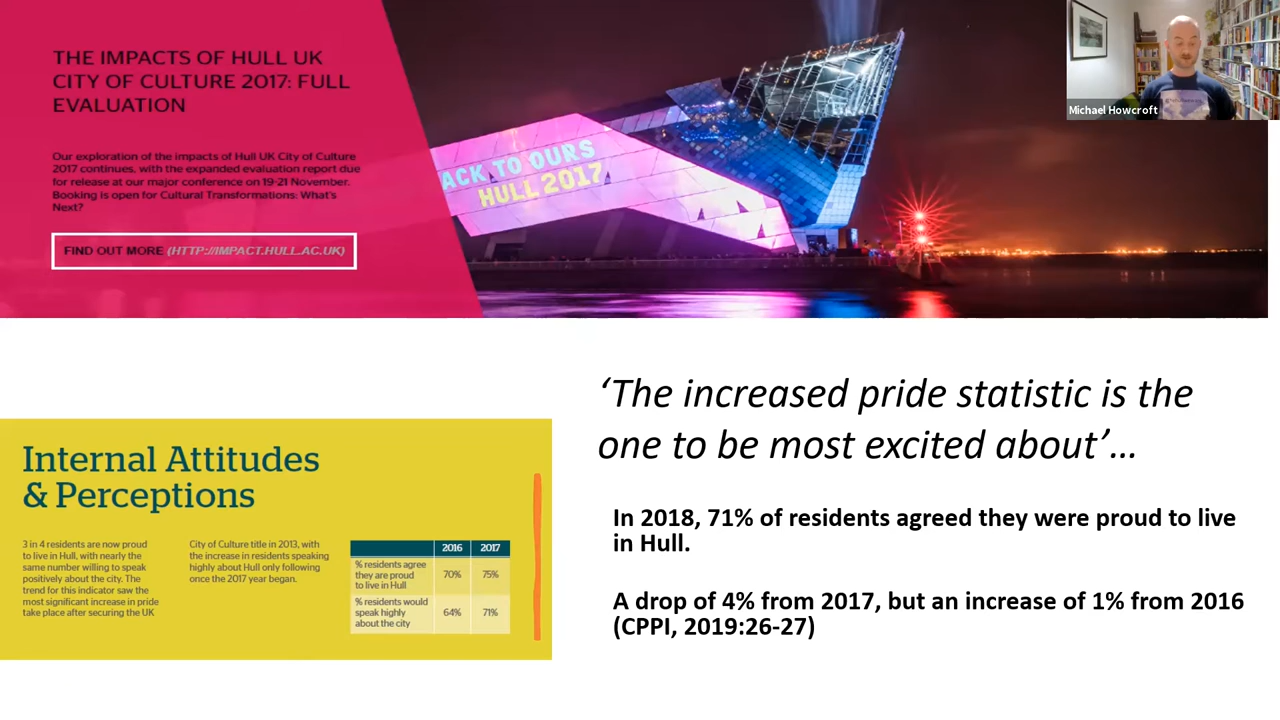 THE IMPACTS OF HULL UK
CITY OF CULTURE 2017: FULL
EVALUATION
Our exploration of the impacts of Hull UK City of Culture
2017 continues, with the expanded evaluation report due
for release at our major conference on 19-21 November.
Booking is open for Cultural Transformations: What's
Next?
FIND OUT MORE (HTTP://IMPACT.HULL.AC.UK)
ACK TO OURS
HULL 2017
Michael Howcroft
‘The increased pride statistic is the
one to be most excited about’…
Internal Attitudes
& Perceptions
3 in 4 residents are now proud
to live in Hull, with nearly the
same number willing to speak
positively about the city. The
trend for this indicator saw the
most significant increase in pride
take place after securing the UK
City of Culture title in 2013, with
the increase in residents speaking
highly about Hull only following
once the 2017 year began.
2016 2017
% residents agree
they are proud
to live in Hull
70% 75%
% residents would
speak highly
about the city
64% 71%
In 2018, 71% of residents agreed they were proud to live
in Hull.
A drop of 4% from 2017, but an increase of 1% from 2016
(CPPI, 2019:26-27)